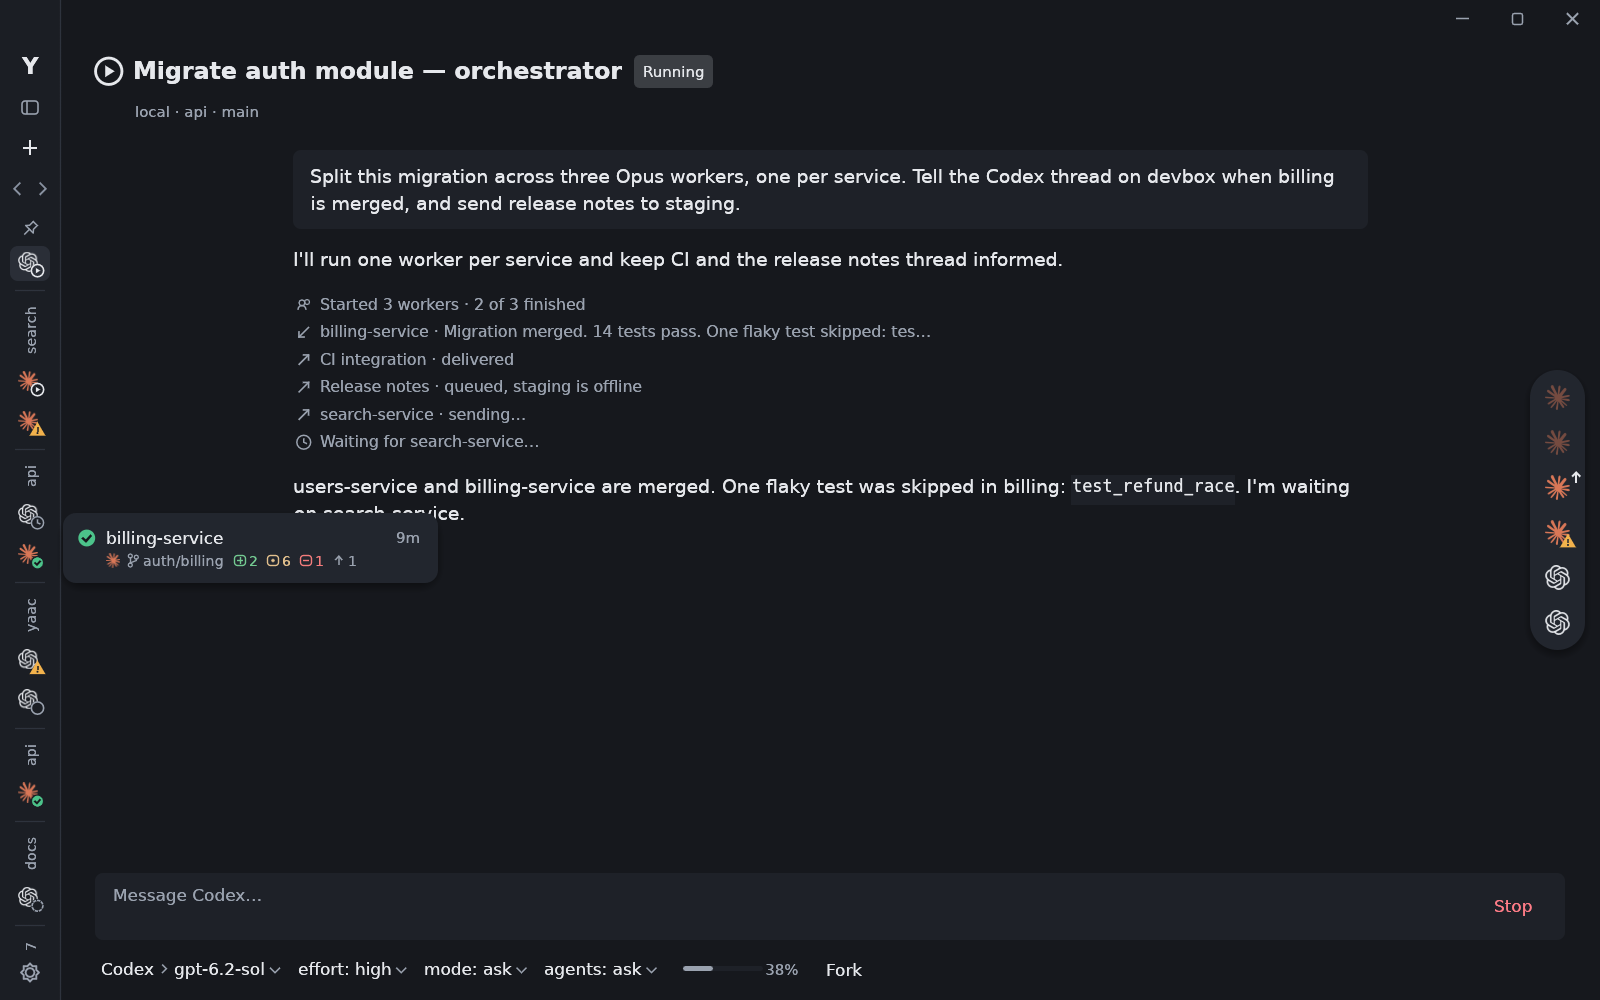 Y
Migrate auth module — orchestrator
Running
local · api · main
Split this migration across three Opus workers, one per service. Tell the Codex thread on devbox when billing
is merged, and send release notes to staging.
I'll run one worker per service and keep CI and the release notes thread informed.
Started 3 workers · 2 of 3 finished
billing-service · Migration merged. 14 tests pass. One flaky test skipped: tes…
CI integration · delivered
Release notes · queued, staging is offline
search-service · sending…
Waiting for search-service…
users-service and billing-service are merged. One flaky test was skipped in billing: test_refund_race. I'm waiting
on search-service.
search
api
yaac
api
docs
7
billing-service 9m
auth/billing 2 6 1 1
Message Codex…
Stop
Codex gpt-6.2-sol effort: high mode: ask agents: ask 38% Fork